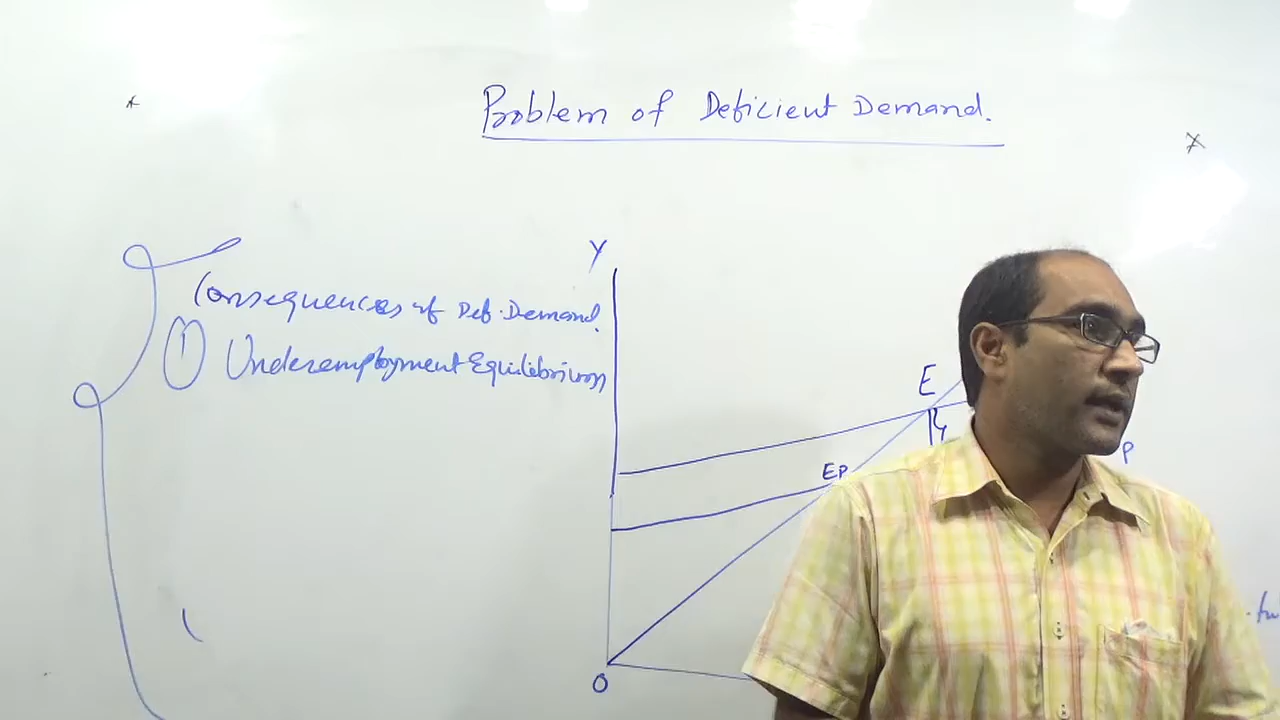 Problem of Deficient Demand.
Consequences of Def. Demand.
① Underemployment Equilibrium
Y
E
EP
P
O